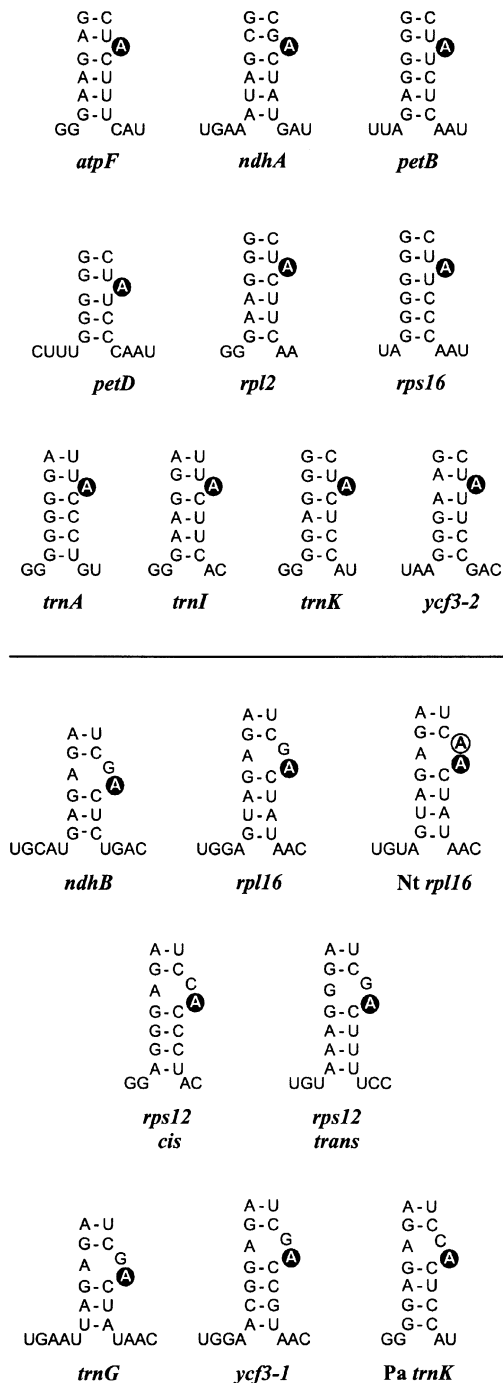 G-C
A-U
A
G-C
A-U
A-U
G-U
GG CAU
atpF
G-C
C-G
A
G-C
A-U
U-A
A-U
UGAA GAU
ndhA
G-C
G-U
A
G-C
G-U
A-U
G-C
UUA AAU
petB
G-C
G-U
A
G-U
G-C
G-C
CUUU CAAU
petD
G-C
G-U
A
G-C
A-U
A-U
G-C
GG AA
rpl2
G-C
G-U
A
G-U
G-C
G-C
G-C
UA AAU
rps16
A-U
G-U
A
G-C
G-C
G-C
G-U
GG GU
trnA
A-U
G-U
A
G-C
A-U
A-U
G-C
GG AC
trnI
G-C
G-U
A
G-C
A-U
G-C
G-C
GG AU
trnK
G-C
A-U
A
A-U
G-U
G-C
G-C
UAA GAC
ycf3-2
A-U
G-C
A G
A
G-C
A-U
G-C
UGCAU UGAC
ndhB
A-U
G-C
A G
A
G-C
A-U
U-A
G-U
UGGA AAC
rpl16
A-U
G-C
A A
A
G-C
A-U
U-A
G-U
UGUA AAC
Nt rpl16
A-U
G-C
A C
A
G-C
G-C
G-C
A-U
GG AC
rps12
cis
A-U
G-C
G G
A
G-C
A-U
A-U
A-U
UGU UCC
rps12
trans
A-U
G-C
A G
A
G-C
A-U
U-A
UGAAU UAAC
trnG
A-U
G-C
A G
A
G-C
G-C
C-G
A-U
UGGA AAC
ycf3-1
A-U
G-C
A C
A
G-C
A-U
G-C
G-C
GG AU
Pa trnK